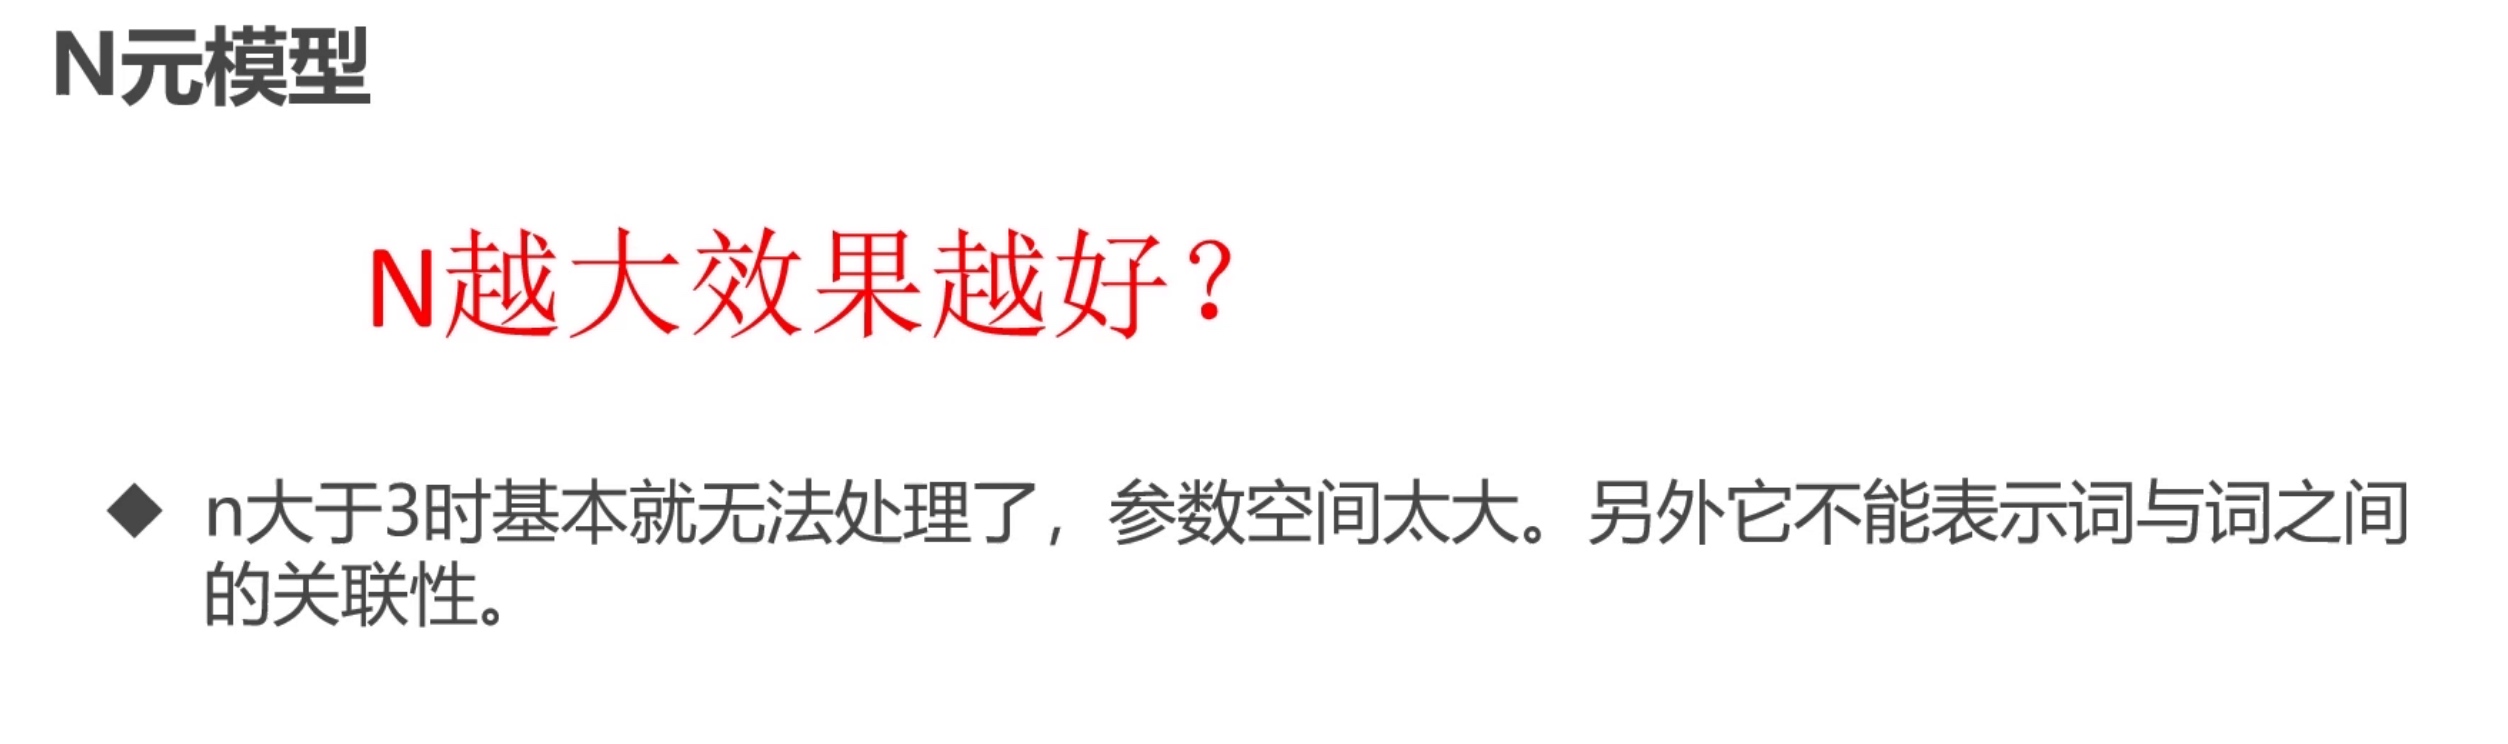 N元模型
N越大效果越好？
n大于3时基本就无法处理了，参数空间太大。另外它不能表示词与词之间
的关联性。